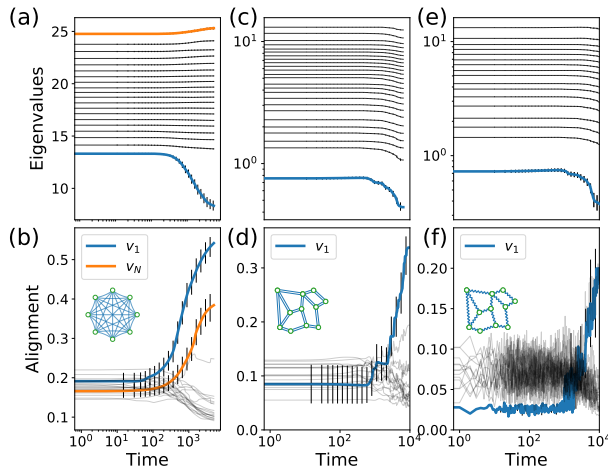 (a)
(c)
(e)
Eigenvalues
25
20
15
10
10¹
10⁰
10¹
10⁰
(b)
(d)
(f)
Alignment
0.5
0.4
0.3
0.2
0.1
v₁
v_N
0.3
0.2
0.1
0.0
v₁
0.20
0.15
0.10
0.05
0.00
v₁
10⁰ 10¹ 10² 10³
10⁰ 10² 10⁴
10⁰ 10¹ 10² 10³ 10⁴
Time
Time
Time